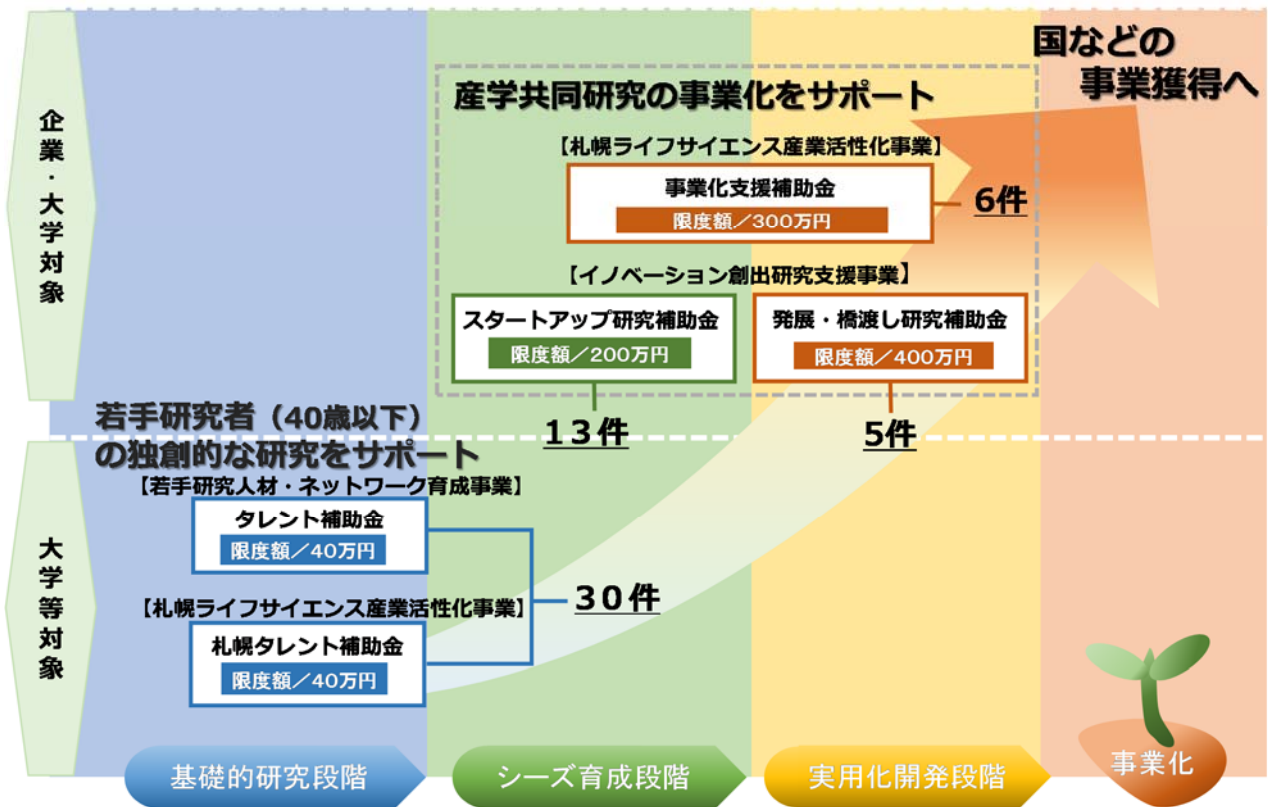 国などの
事業獲得へ
企業・大学対象
産学共同研究の事業化をサポート
【札幌ライフサイエンス産業活性化事業】
事業化支援補助金
限度額／300万円
6件
【イノベーション創出研究支援事業】
スタートアップ研究補助金
限度額／200万円
13件
発展・橋渡し研究補助金
限度額／400万円
5件
若手研究者（40歳以下）
の独創的な研究をサポート
大学等対象
【若手研究人材・ネットワーク育成事業】
タレント補助金
限度額／40万円
【札幌ライフサイエンス産業活性化事業】
札幌タレント補助金
限度額／40万円
30件
基礎的研究段階
シーズ育成段階
実用化開発段階
事業化